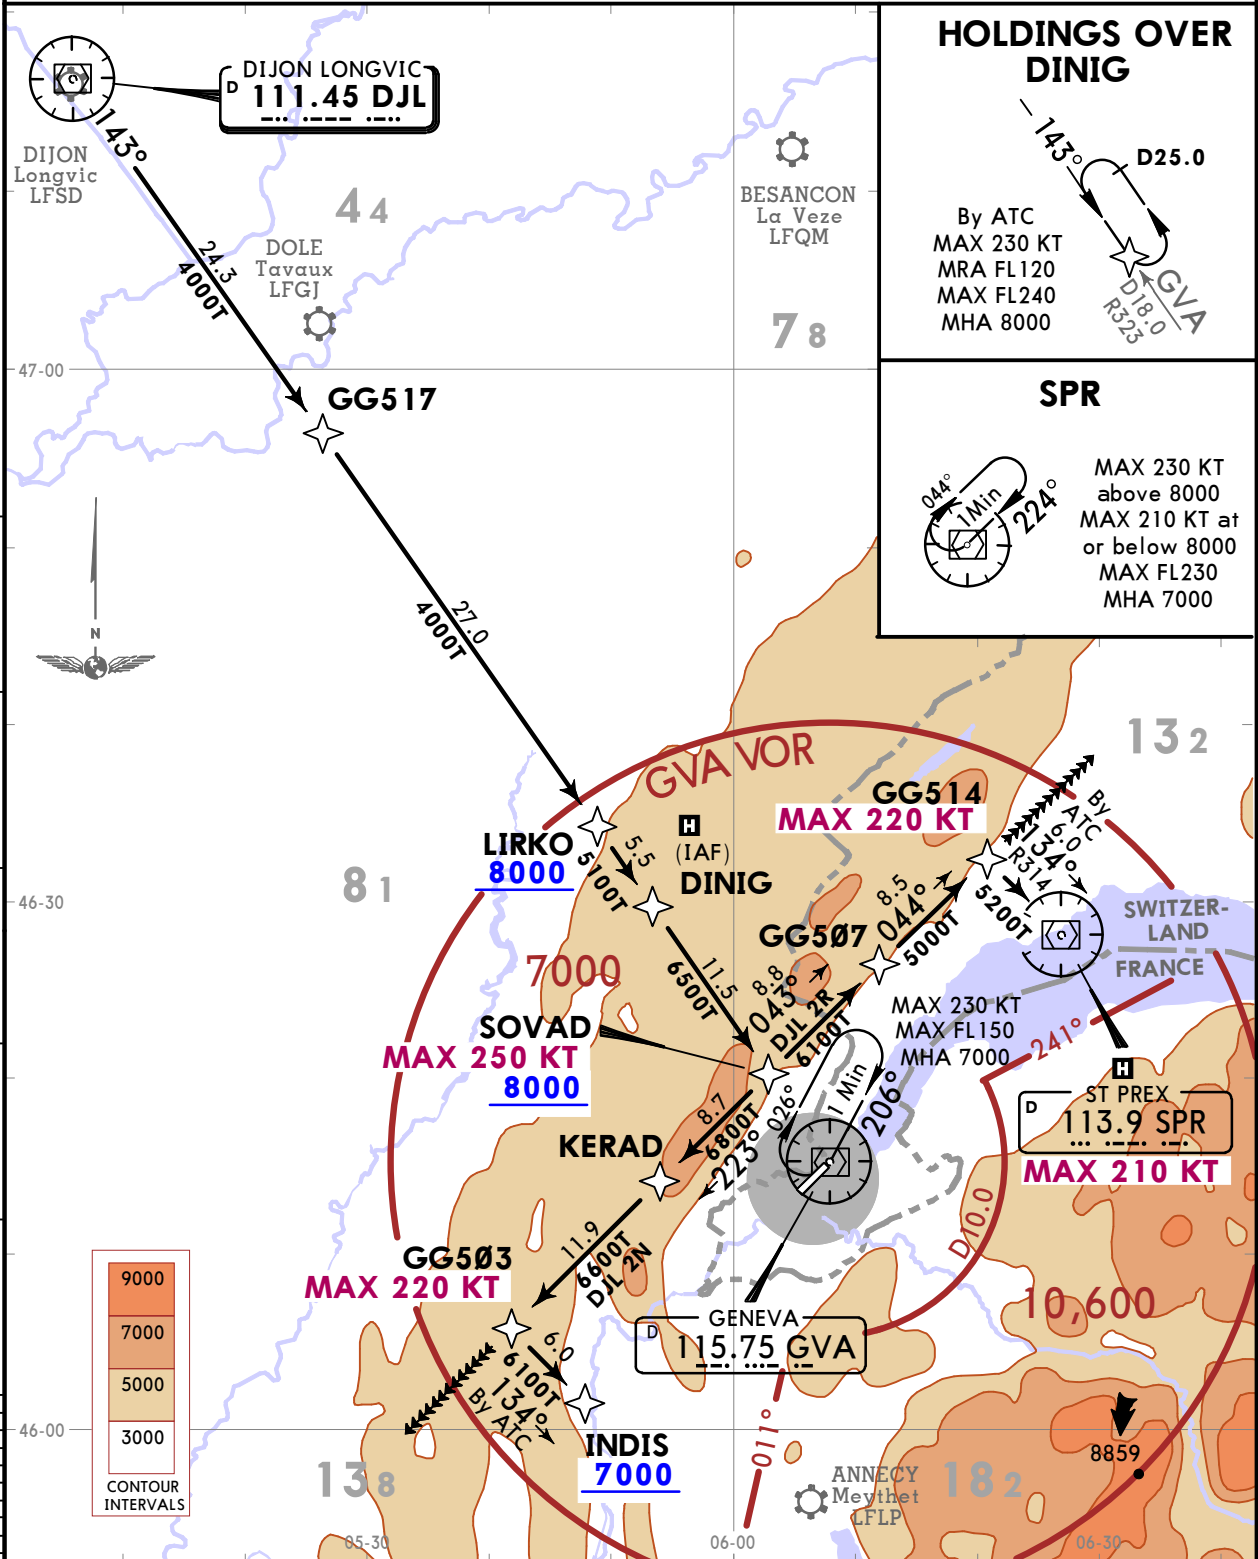 HOLDINGS OVER
DINIG
143°
D25.0
By ATC
MAX 230 KT
MRA FL120
MAX FL240
MHA 8000
GVA
D18.0
R323
SPR
044°
1Min
224°
MAX 230 KT
above 8000
MAX 210 KT at
or below 8000
MAX FL230
MHA 7000
DIJON LONGVIC
D 111.45 DJL
143°
DIJON
Longvic
LFSD
44
BESANCON
La Veze
LFQM
24.3
4000T
DOLE
Tavaux
LFGJ
78
47-00
GG517
N
27.0
4000T
132
GVA VOR
GG514
MAX 220 KT
By
ATC
6.0
134°
R314
5200T
LIRKO
8000
5.5
5100T
H
(IAF)
DINIG
81
46-30
8.5
044°
5000T
SWITZER-
LAND
FRANCE
GG507
7000
11.5
6500T
8.8
043°
DJL 2R
6100T
SOVAD
MAX 250 KT
8000
MAX 230 KT
MAX FL150
MHA 7000
241°
H
ST PREX
D 113.9 SPR
MAX 210 KT
8.7
6800T
223°
026°
1 Min
206°
KERAD
D10.0
11.9
6600T
DJL 2N
GG503
MAX 220 KT
10,600
GENEVA
D 115.75 GVA
9000
7000
5000
3000
CONTOUR
INTERVALS
6.0
6100T
134°
By ATC
46-00
INDIS
7000
011°
8859
138
ANNECY
Meythet
LFLP
182
05-30
06-00
06-30